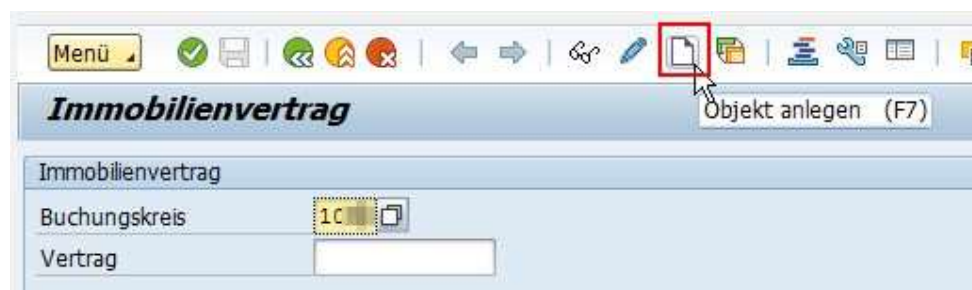 Menü
Immobilienvertrag
Objekt anlegen (F7)
Immobilienvertrag
Buchungskreis
Vertrag